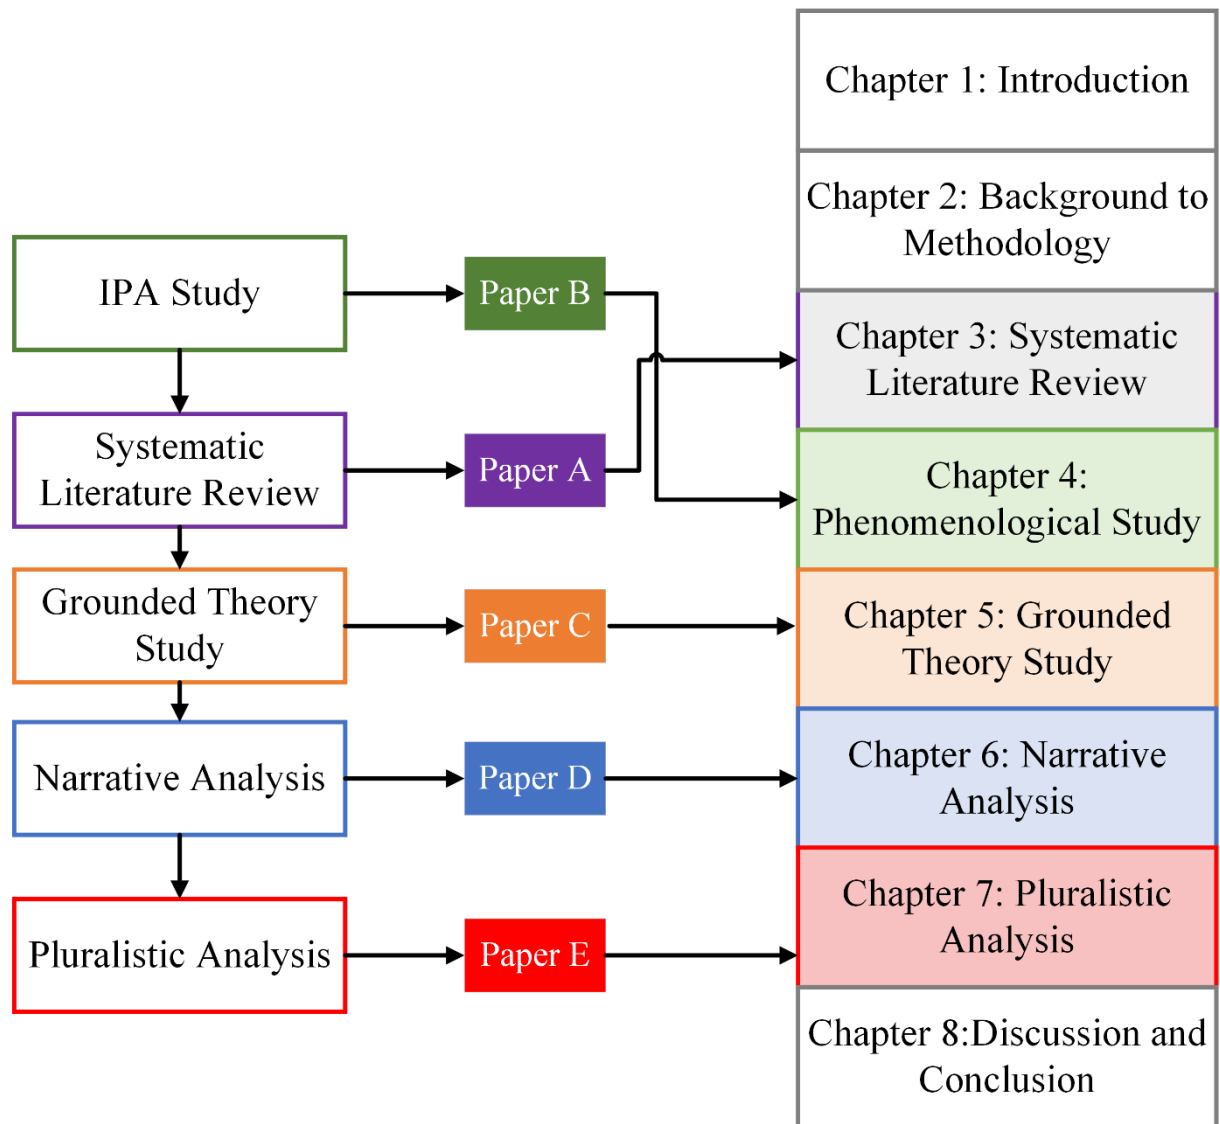 IPA Study
Systematic
Literature Review
Grounded Theory
Study
Narrative Analysis
Pluralistic Analysis
Paper B
Paper A
Paper C
Paper D
Paper E
Chapter 1: Introduction
Chapter 2: Background to
Methodology
Chapter 3: Systematic
Literature Review
Chapter 4:
Phenomenological Study
Chapter 5: Grounded
Theory Study
Chapter 6: Narrative
Analysis
Chapter 7: Pluralistic
Analysis
Chapter 8:Discussion and
Conclusion